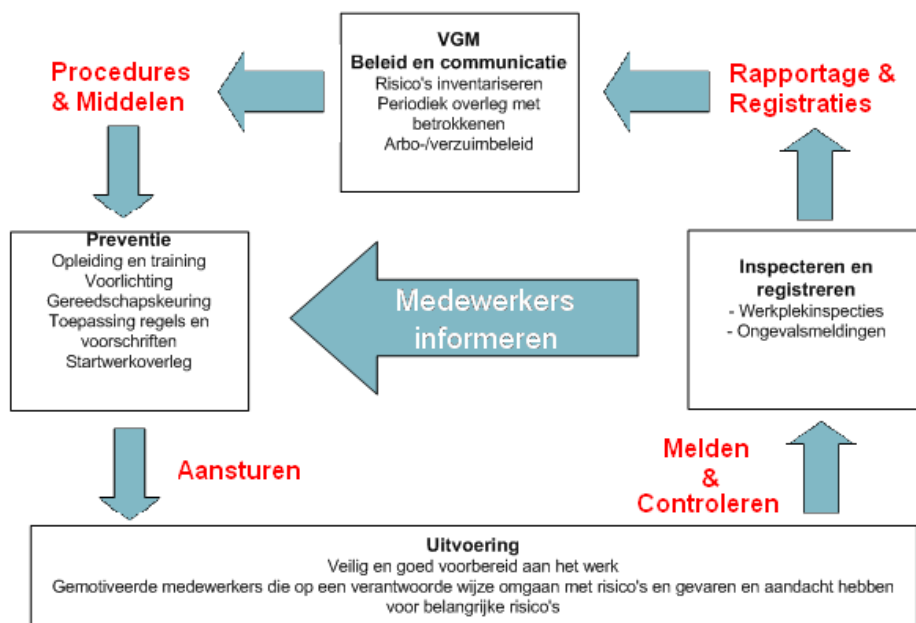 VGM
Beleid en communicatie
Risico's inventariseren
Periodiek overleg met
betrokkenen
Arbo-/verzuimbeleid
Procedures
& Middelen
Rapportage &
Registraties
Preventie
Opleiding en training
Voorlichting
Gereedschapskeuring
Toepassing regels en
voorschriften
Startwerkoverleg
Medewerkers
informeren
Inspecteren en
registreren
- Werkplekinspecties
- Ongevalsmeldingen
Aansturen
Melden
&
Controleren
Uitvoering
Veilig en goed voorbereid aan het werk
Gemotiveerde medewerkers die op een verantwoorde wijze omgaan met risico's en gevaren en aandacht hebben
voor belangrijke risico's